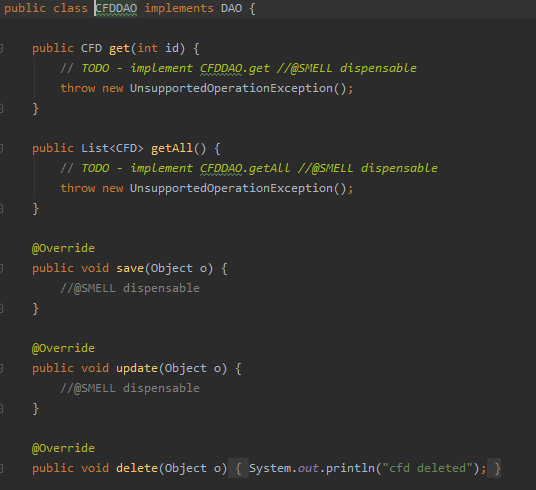 public class CFDDAO implements DAO {
public CFD get(int id) {
// TODO - implement CFDDAO.get //@SMELL dispensable
throw new UnsupportedOperationException();
}
public List<CFD> getAll() {
// TODO - implement CFDDAO.getAll //@SMELL dispensable
throw new UnsupportedOperationException();
}
@Override
public void save(Object o) {
//@SMELL dispensable
}
@Override
public void update(Object o) {
//@SMELL dispensable
}
@Override
public void delete(Object o) { System.out.println("cfd deleted"); }